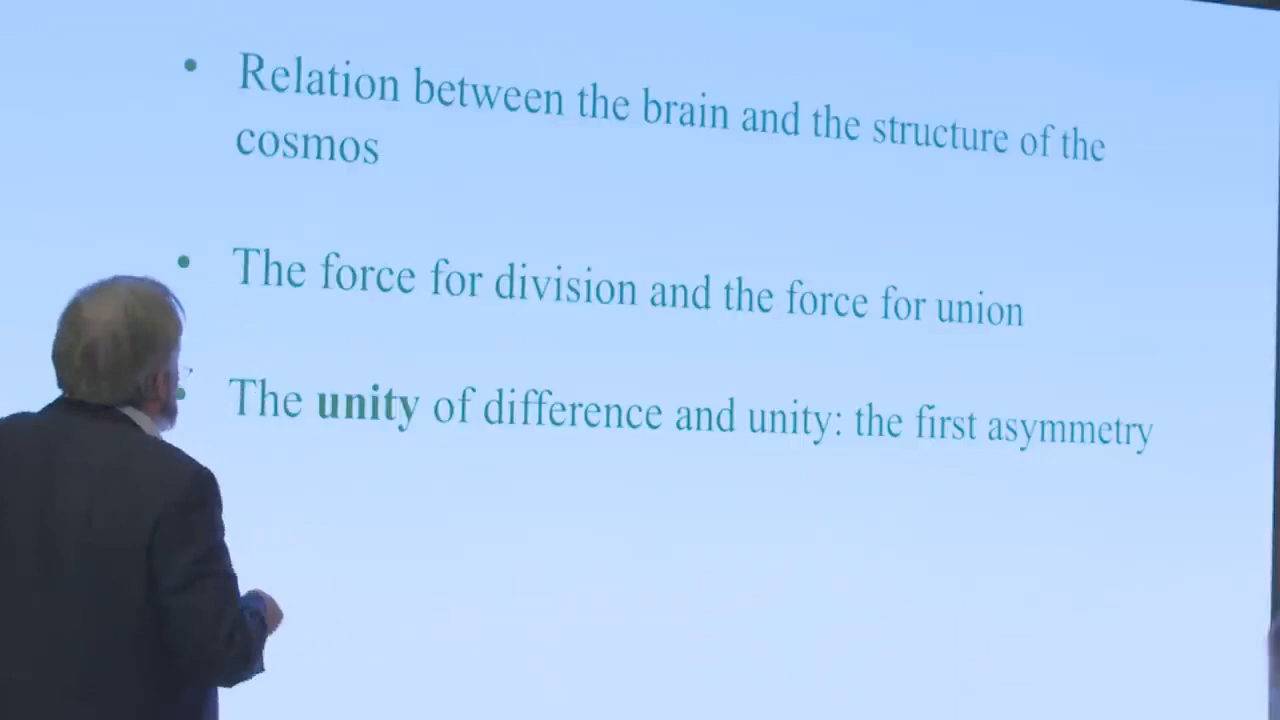 • Relation between the brain and the structure of the
cosmos
• The force for division and the force for union
• The unity of difference and unity: the first asymmetry